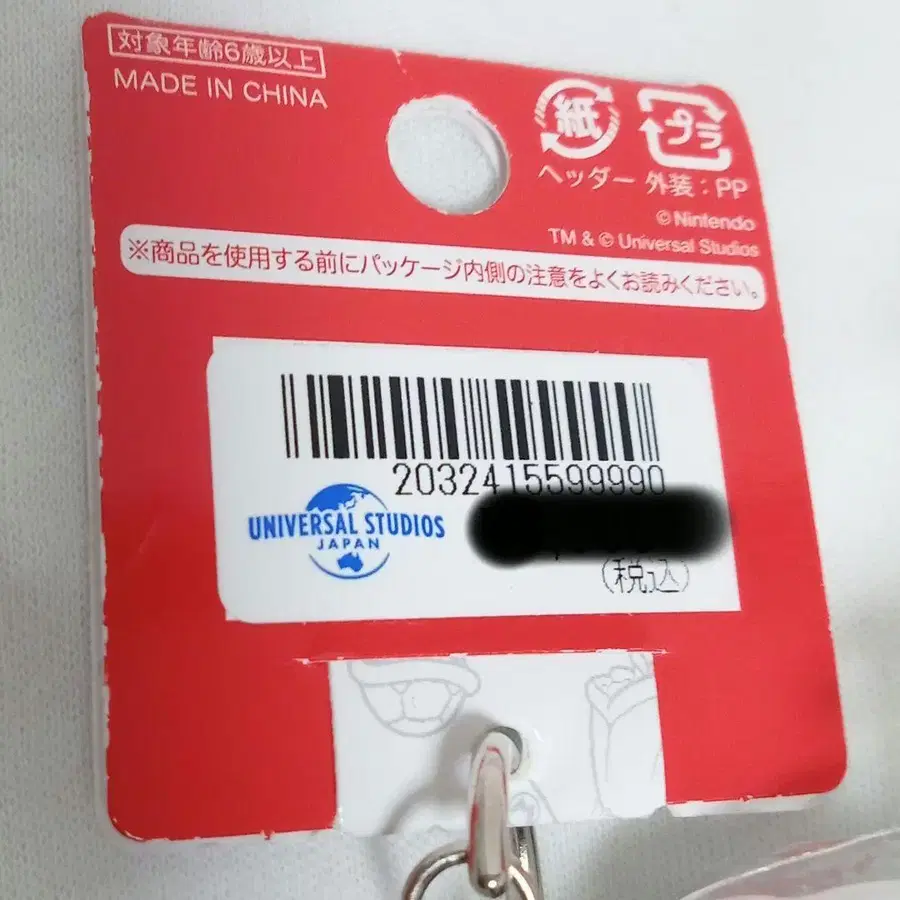 対象年齢6歳以上
MADE IN CHINA
紙
プラ
ヘッダー 外装:PP
©Nintendo
TM & © Universal Studios
※商品を使用する前にパッケージ内側の注意をよくお読みください。
2032415599990
UNIVERSAL STUDIOS
JAPAN
(税込)